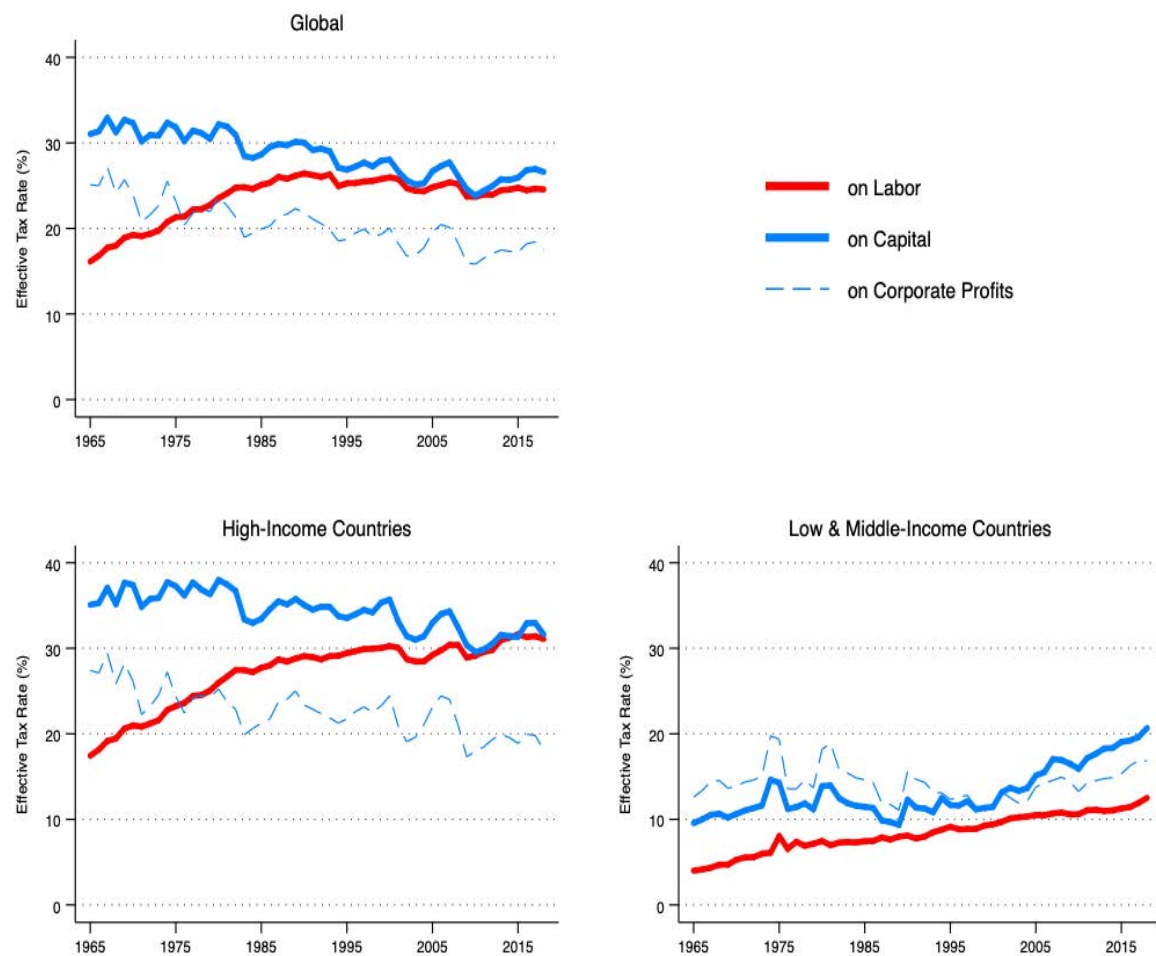 Global
Effective Tax Rate (%)
40
30
20
10
0
1965 1975 1985 1995 2005 2015
on Labor
on Capital
on Corporate Profits
High-Income Countries
Effective Tax Rate (%)
40
30
20
10
0
1965 1975 1985 1995 2005 2015
Low & Middle-Income Countries
Effective Tax Rate (%)
40
30
20
10
0
1965 1975 1985 1995 2005 2015